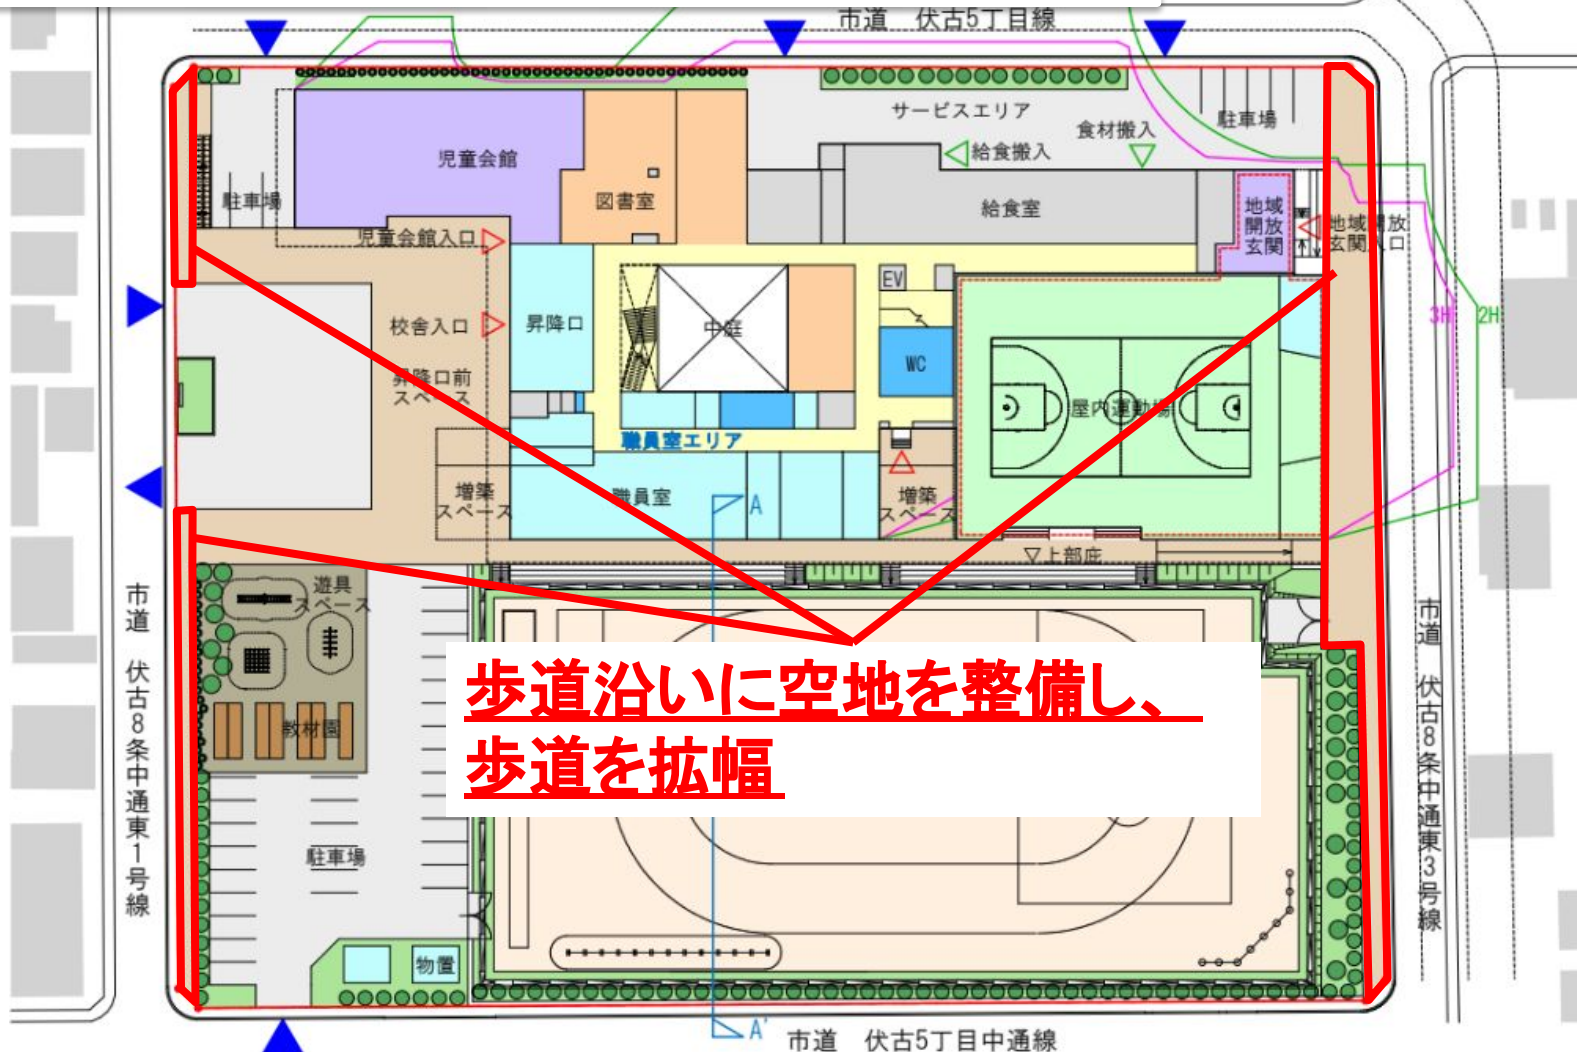 市道　伏古5丁目線
サービスエリア
駐車場
食材搬入
給食搬入
児童会館
図書室
給食室
駐車場
地域
開放
玄関
地域開放
玄関入口
児童会館入口
EV
校舎入口
昇降口
中庭
3H
2H
WC
昇降口前
スペース
屋内運動場
職員室エリア
増築
スペース
職員室
A
増築
スペース
▽上部庇
遊具
スペース
市道　伏古8条中通東1号線
市道　伏古8条中通東3号線
歩道沿いに空地を整備し、
歩道を拡幅
教材園
駐車場
物置
A'
市道　伏古5丁目中通線